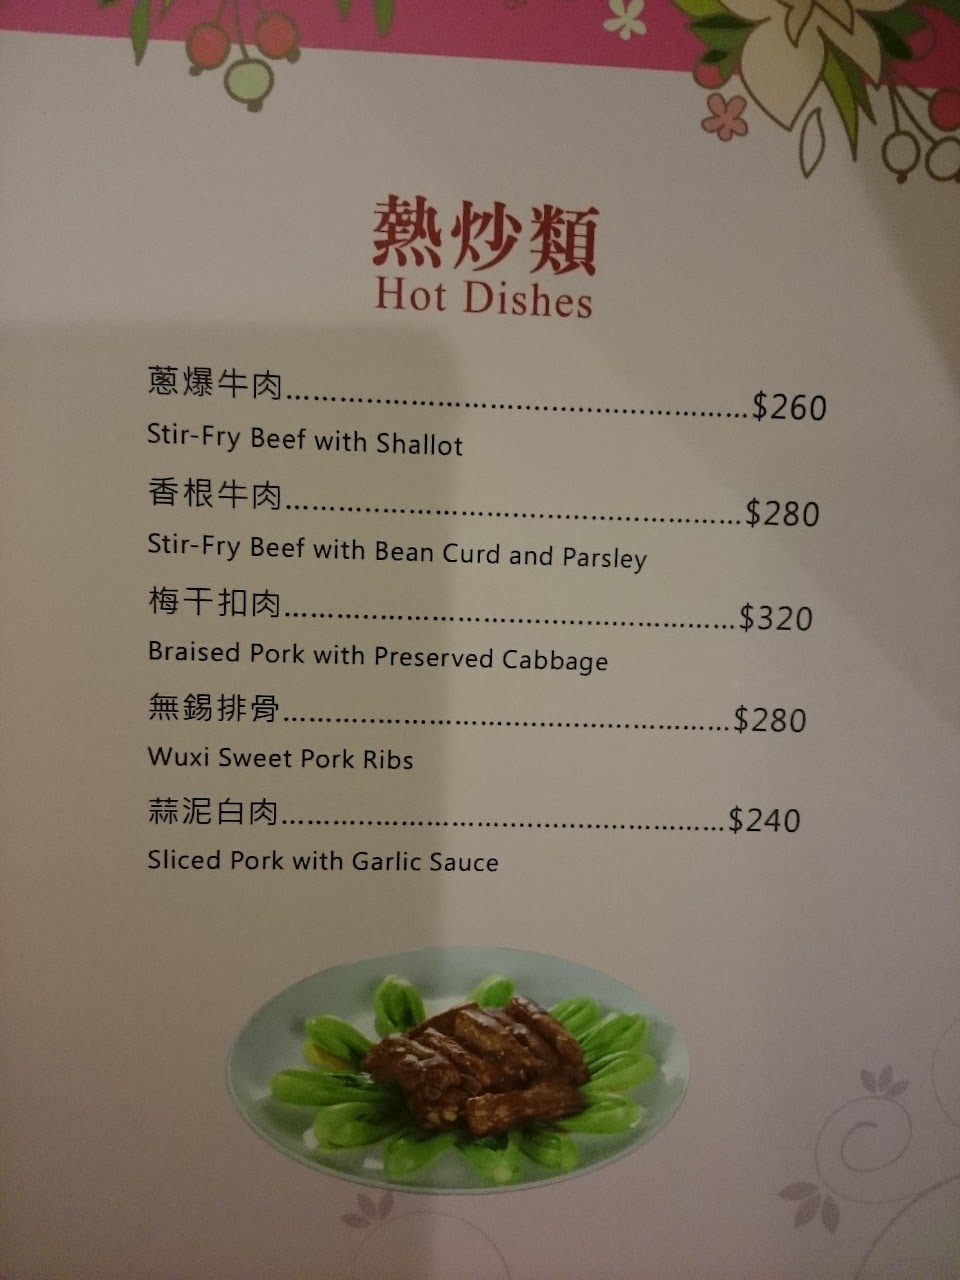 熱炒類
Hot Dishes
蔥爆牛肉……………………………………………$260
Stir-Fry Beef with Shallot
香根牛肉……………………………………………$280
Stir-Fry Beef with Bean Curd and Parsley
梅干扣肉……………………………………………$320
Braised Pork with Preserved Cabbage
無錫排骨……………………………………………$280
Wuxi Sweet Pork Ribs
蒜泥白肉……………………………………………$240
Sliced Pork with Garlic Sauce